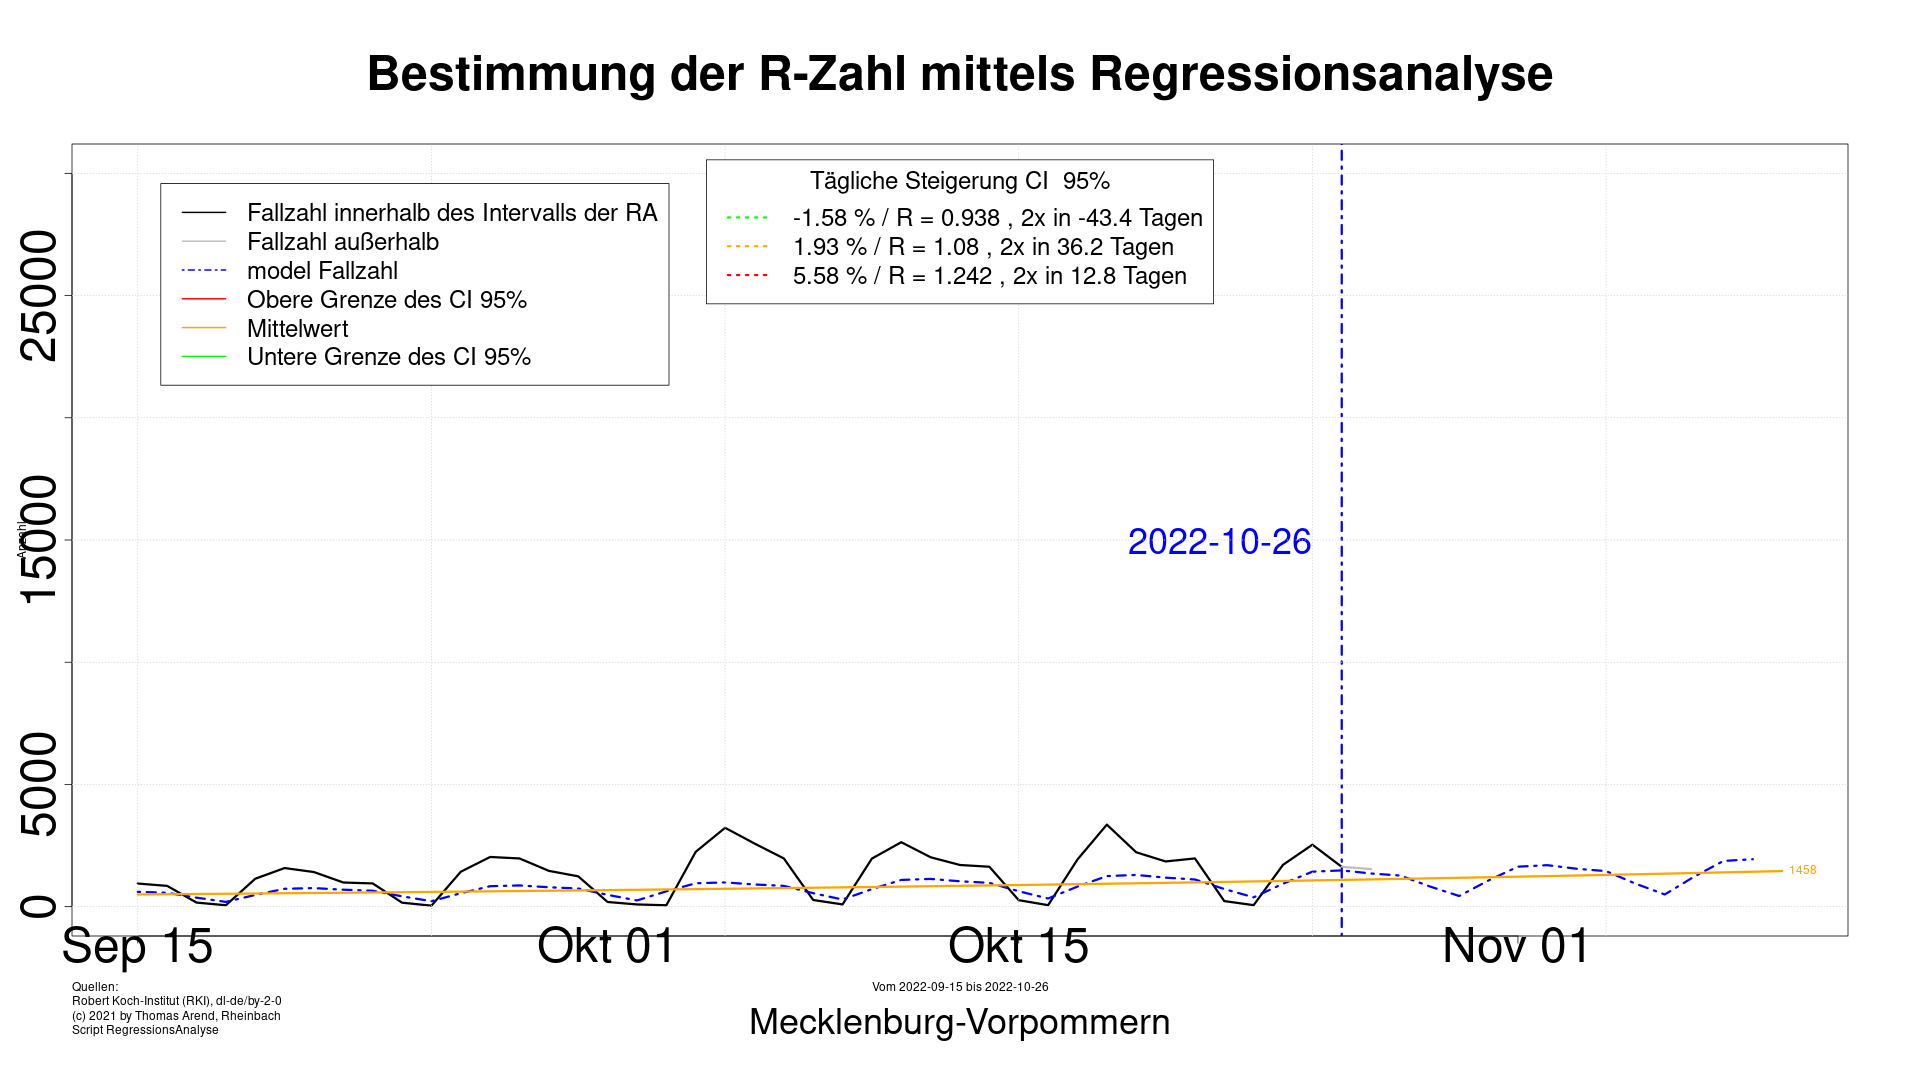 Bestimmung der R-Zahl mittels Regressionsanalyse
Fallzahl innerhalb des Intervalls der RA
Fallzahl außerhalb
model Fallzahl
Obere Grenze des CI 95%
Mittelwert
Untere Grenze des CI 95%
Tägliche Steigerung CI  95%
-1.58 % / R = 0.938 , 2x in -43.4 Tagen
1.93 % / R = 1.08 , 2x in 36.2 Tagen
5.58 % / R = 1.242 , 2x in 12.8 Tagen
25000
15000
5000
0
Anzahl
2022-10-26
1458
Sep 15
Okt 01
Okt 15
Nov 01
Quellen:
Robert Koch-Institut (RKI), dl-de/by-2-0
(c) 2021 by Thomas Arend, Rheinbach
Script RegressionsAnalyse
Vom 2022-09-15 bis 2022-10-26
Mecklenburg-Vorpommern